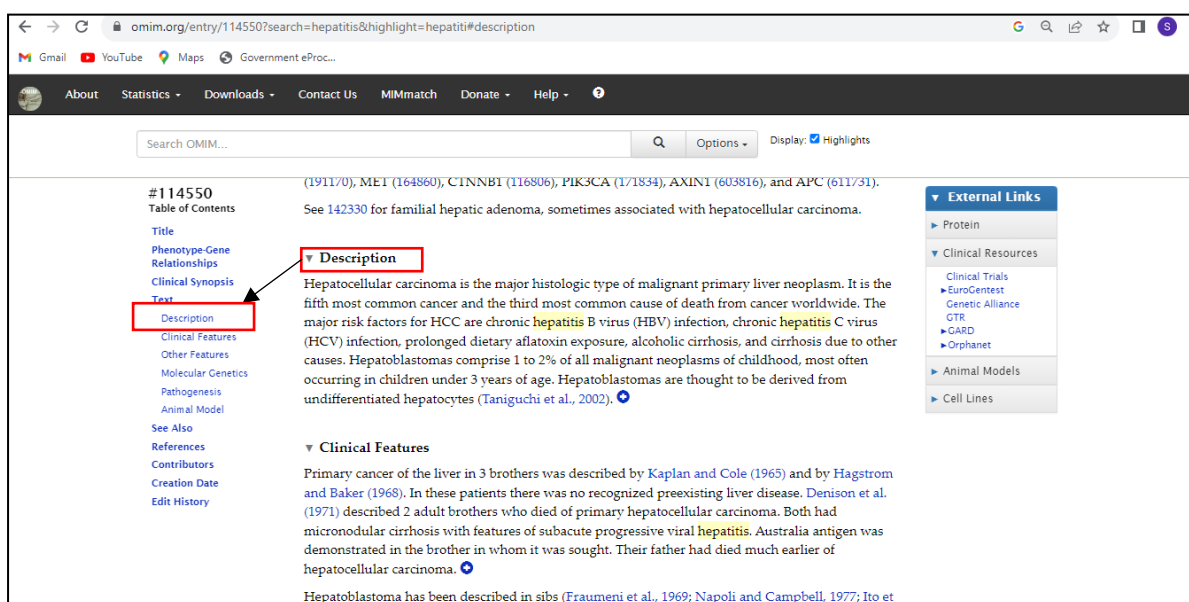 omim.org/entry/114550?search=hepatitis&highlight=hepatiti#description
G
S
Gmail YouTube Maps Government eProc...
About Statistics Downloads Contact Us MIMmatch Donate Help ?
Search OMIM... Options Display: Highlights
#114550
Table of Contents
Title
Phenotype-Gene
Relationships
Clinical Synopsis
Text
Description
Clinical Features
Other Features
Molecular Genetics
Pathogenesis
Animal Model
See Also
References
Contributors
Creation Date
Edit History
(191170), MET (164860), CTNNB1 (116806), PIK3CA (171834), AXIN1 (603816), and APC (611731).
See 142330 for familial hepatic adenoma, sometimes associated with hepatocellular carcinoma.
▼ Description
Hepatocellular carcinoma is the major histologic type of malignant primary liver neoplasm. It is the
fifth most common cancer and the third most common cause of death from cancer worldwide. The
major risk factors for HCC are chronic hepatitis B virus (HBV) infection, chronic hepatitis C virus
(HCV) infection, prolonged dietary aflatoxin exposure, alcoholic cirrhosis, and cirrhosis due to other
causes. Hepatoblastomas comprise 1 to 2% of all malignant neoplasms of childhood, most often
occurring in children under 3 years of age. Hepatoblastomas are thought to be derived from
undifferentiated hepatocytes (Taniguchi et al., 2002).
▼ Clinical Features
Primary cancer of the liver in 3 brothers was described by Kaplan and Cole (1965) and by Hagstrom
and Baker (1968). In these patients there was no recognized preexisting liver disease. Denison et al.
(1971) described 2 adult brothers who died of primary hepatocellular carcinoma. Both had
micronodular cirrhosis with features of subacute progressive viral hepatitis. Australia antigen was
demonstrated in the brother in whom it was sought. Their father had died much earlier of
hepatocellular carcinoma.
Hepatoblastoma has been described in sibs (Fraumeni et al., 1969; Napoli and Campbell, 1977; Ito et
▼ External Links
► Protein
▼ Clinical Resources
Clinical Trials
►EuroGentest
Genetic Alliance
GTR
►GARD
►Orphanet
► Animal Models
► Cell Lines